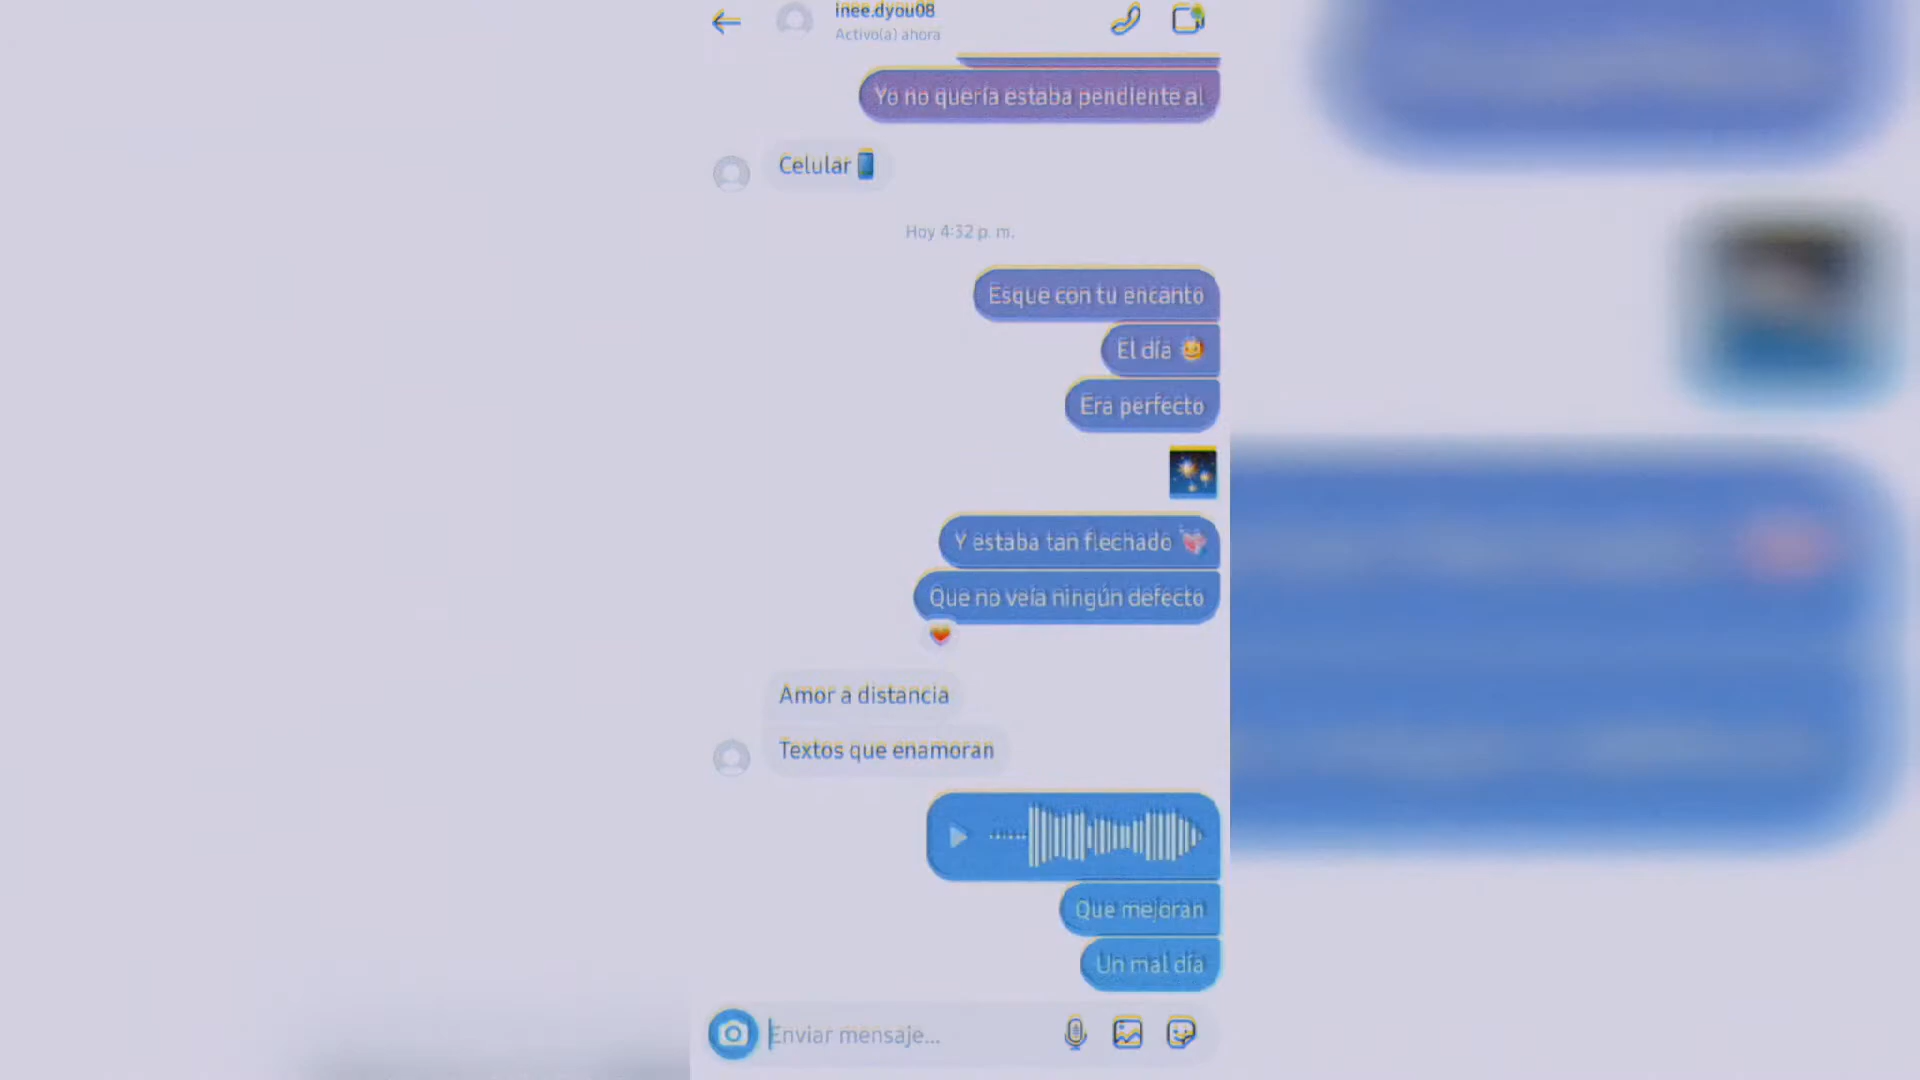 inee.dyou08
Activo(a) ahora
Yo no quería estaba pendiente al
Celular📱
Hoy 4:32 p. m.
Esque con tu encanto
El día 😃
Era perfecto
🎆
Y estaba tan flechado 💘
Que no veía ningún defecto
❤
Amor a distancia
Textos que enamoran
Que mejoran
Un mal día
Enviar mensaje...